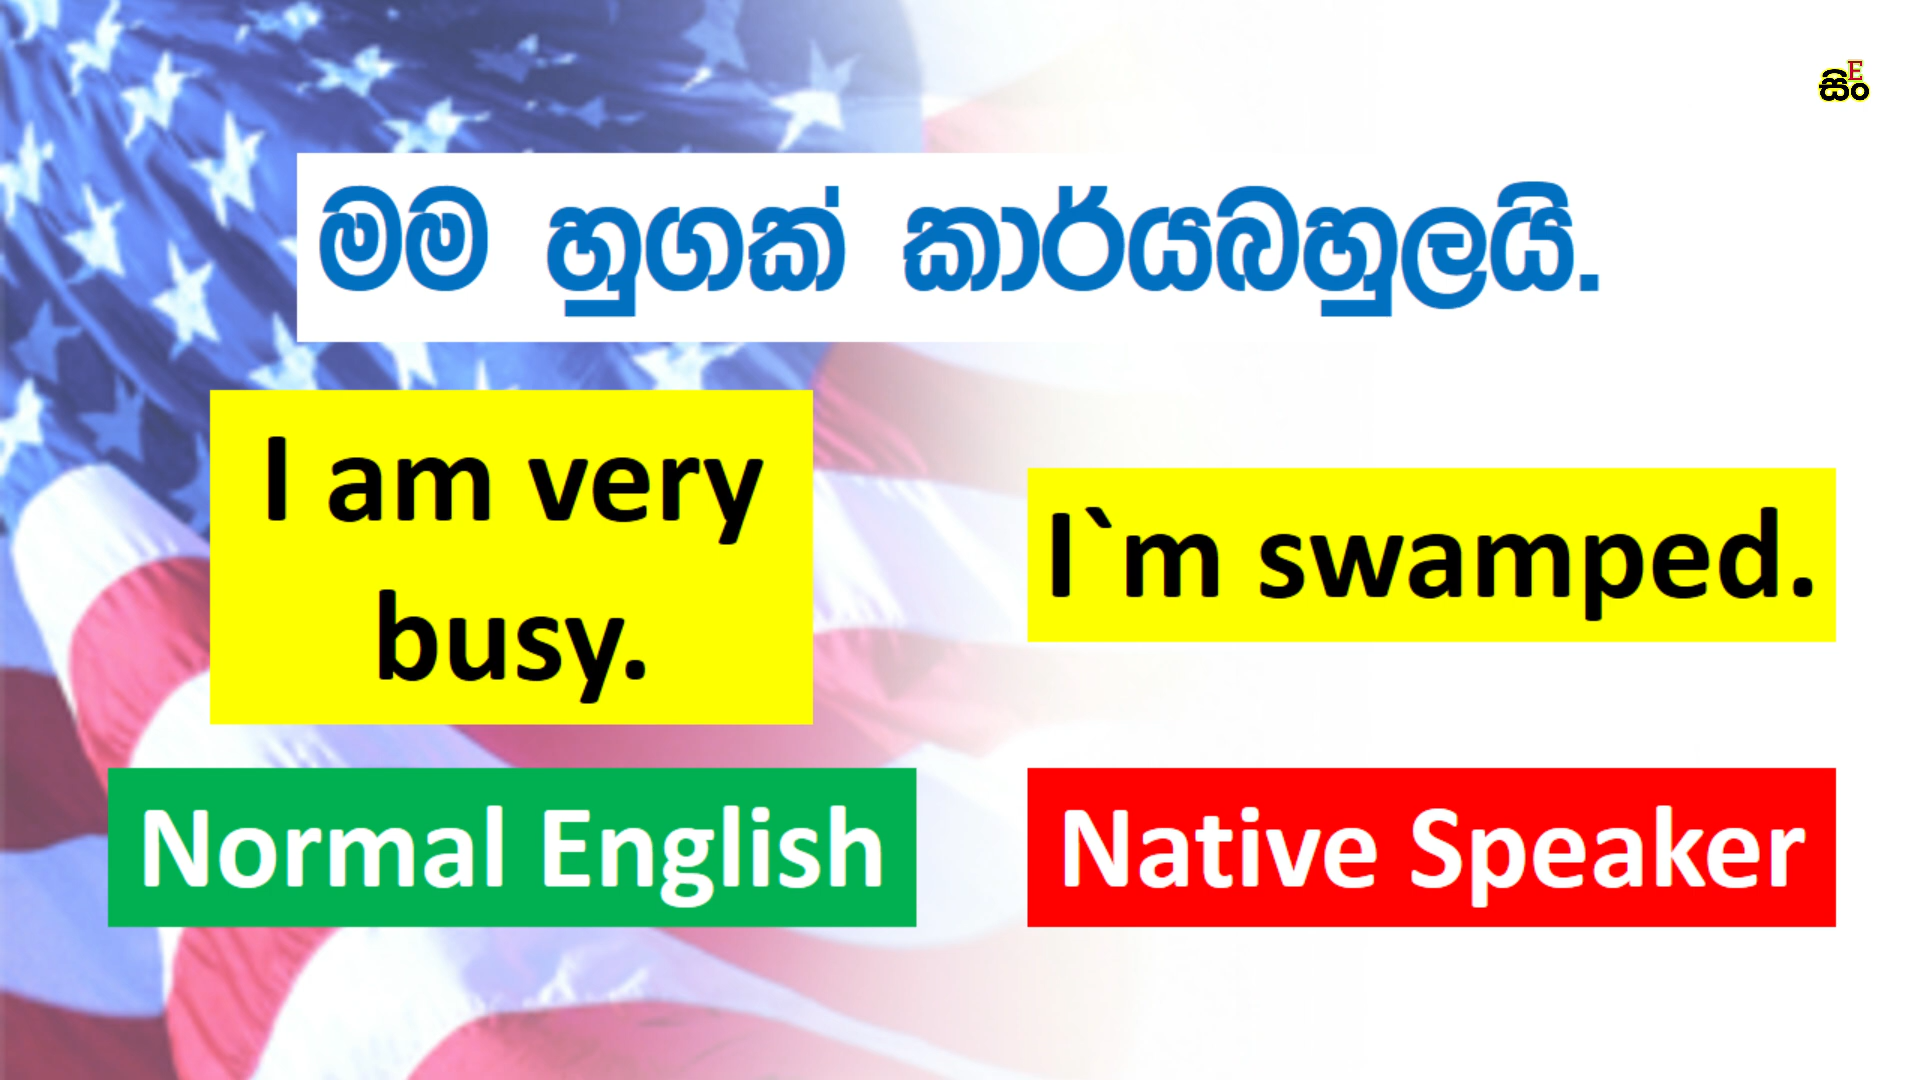 සිංE
මම හුගක් කාර්යබහුලයි.
I am very
busy.
I`m swamped.
Normal English
Native Speaker